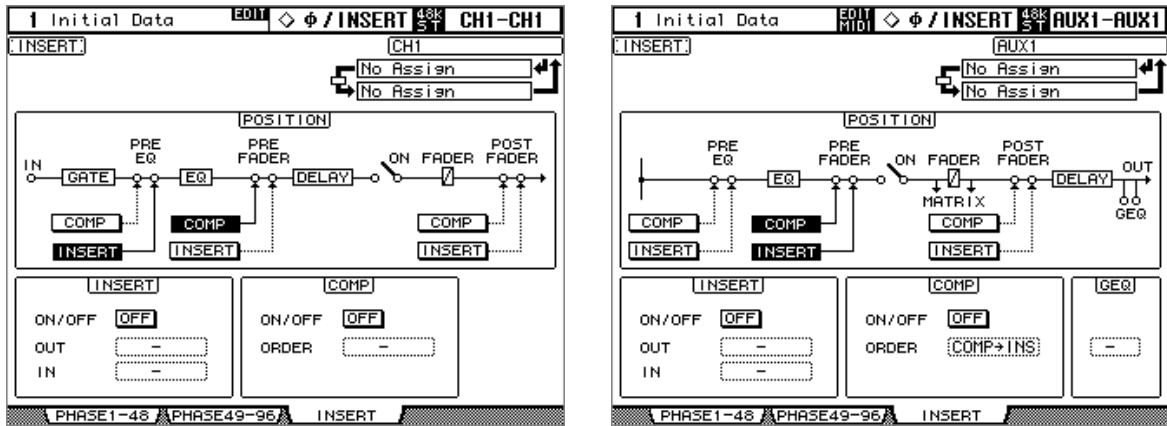 1 Initial Data EDIT ◇ φ/INSERT 48k ST CH1-CH1
INSERT
CH1
No Assign
No Assign
POSITION
PRE EQ
PRE FADER
POST FADER
IN
GATE
EQ
DELAY
ON
FADER
COMP
COMP
COMP
INSERT
INSERT
INSERT
INSERT
COMP
ON/OFF OFF
ON/OFF OFF
OUT -
ORDER -
IN -
PHASE1-48 PHASE49-96 INSERT
1 Initial Data EDIT MIDI ◇ φ/INSERT 48k ST AUX1-AUX1
INSERT
AUX1
No Assign
No Assign
POSITION
PRE EQ
PRE FADER
ON
FADER
POST FADER
EQ
DELAY
OUT
MATRIX
GEQ
COMP
COMP
COMP
INSERT
INSERT
INSERT
INSERT
COMP
GEQ
ON/OFF OFF
ON/OFF OFF
OUT -
ORDER COMP→INS
-
IN -
PHASE1-48 PHASE49-96 INSERT